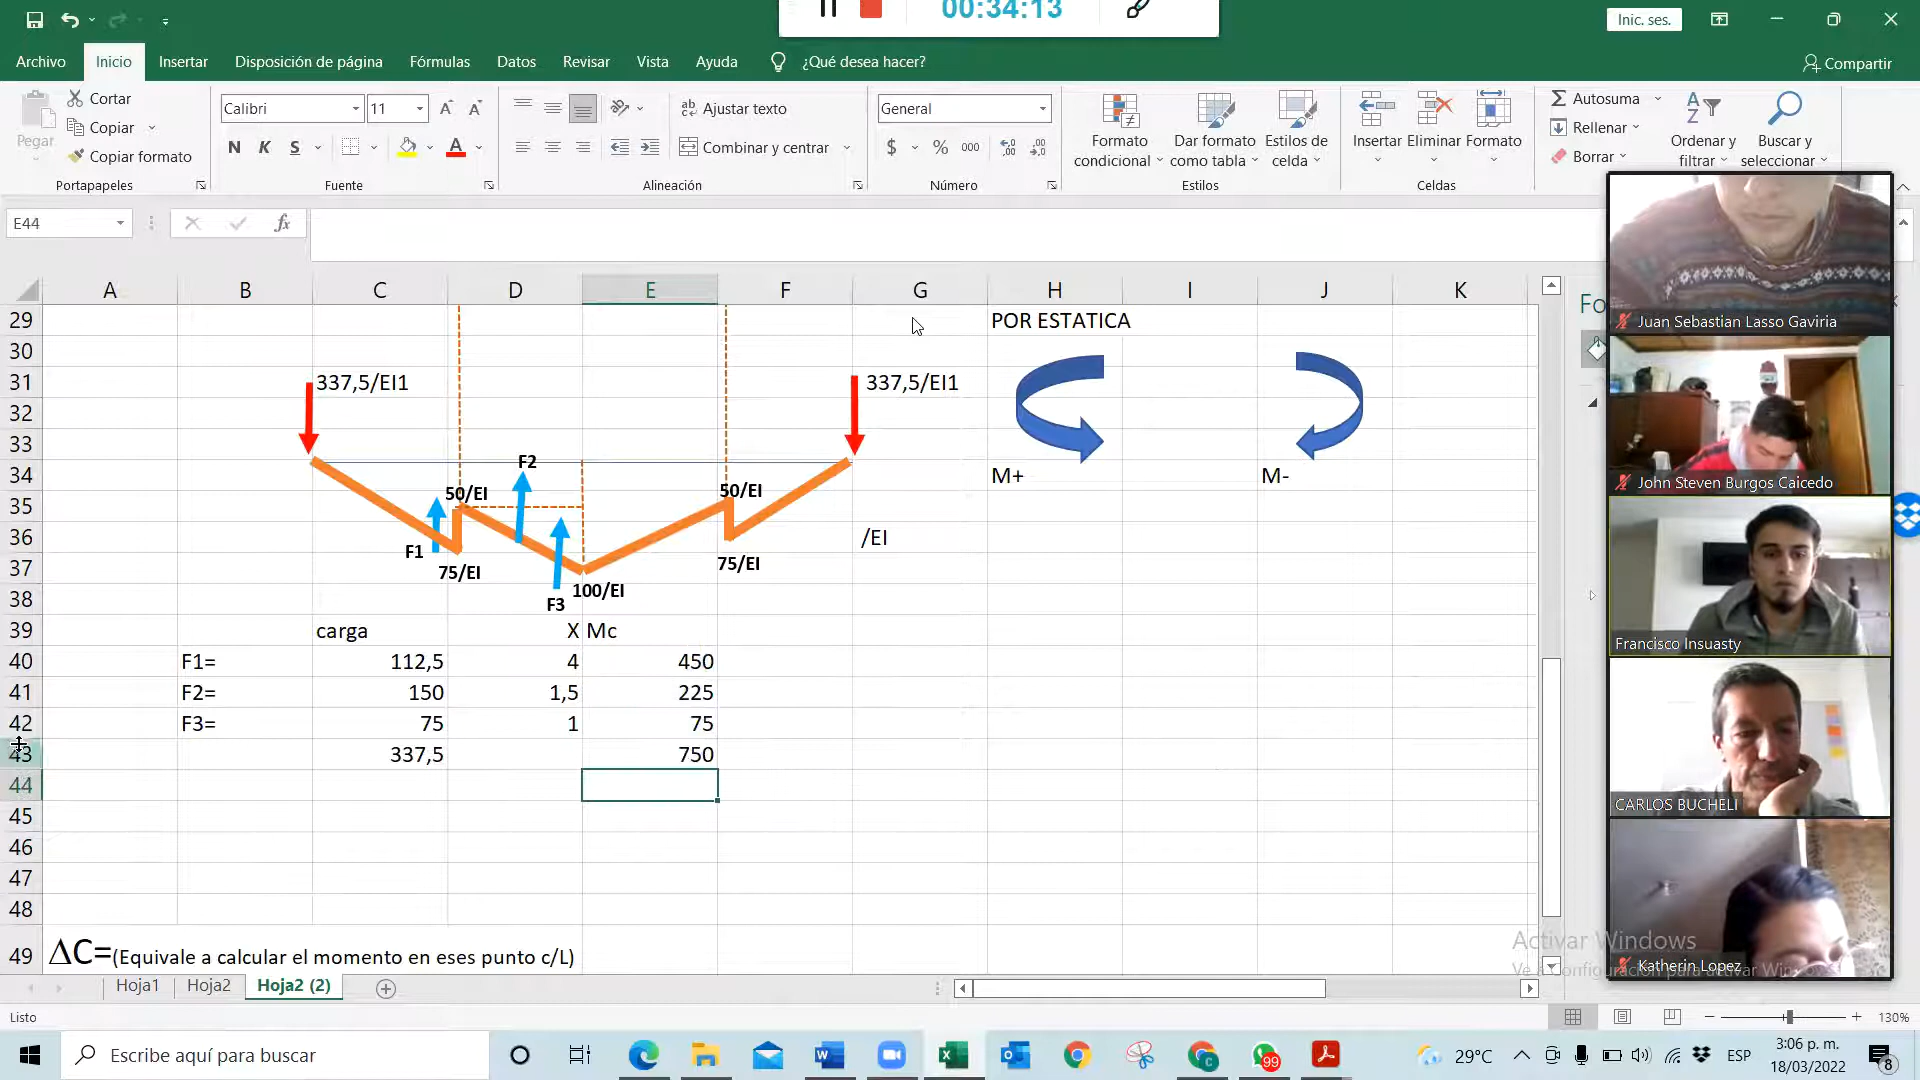 00:34:13
Inic. ses.
Archivo Inicio Insertar Disposición de página Fórmulas Datos Revisar Vista Ayuda ¿Qué desea hacer? Compartir
Pegar
Cortar
Copiar
Copiar formato
Portapapeles
Calibri 11
N K S
Fuente
Ajustar texto
Combinar y centrar
Alineación
General
$ % 000
Número
Formato condicional
Dar formato como tabla
Estilos de celda
Estilos
Insertar Eliminar Formato
Celdas
Autosuma
Rellenar
Borrar
Ordenar y filtrar
Buscar y seleccionar
E44
fx
A B C D E F G H I J K
29 POR ESTATICA
30
31 337,5/EI1 337,5/EI1
32
33
F2
34 M+ M-
50/EI 50/EI
35
36 /EI
F1
75/EI 75/EI
37
100/EI
38
F3
39 carga X Mc
40 F1= 112,5 4 450
41 F2= 150 1,5 225
42 F3= 75 1 75
43 337,5 750
44
45
46
47
48
49 ΔC=(Equivale a calcular el momento en eses punto c/L)
Fo
Juan Sebastian Lasso Gaviria
John Steven Burgos Caicedo
Francisco Insuasty
CARLOS BUCHELI
Katherin Lopez
Activar Windows
Hoja1 Hoja2 Hoja2 (2)
Listo
130%
Escribe aquí para buscar
99
29°C
ESP
3:06 p. m.
18/03/2022
8